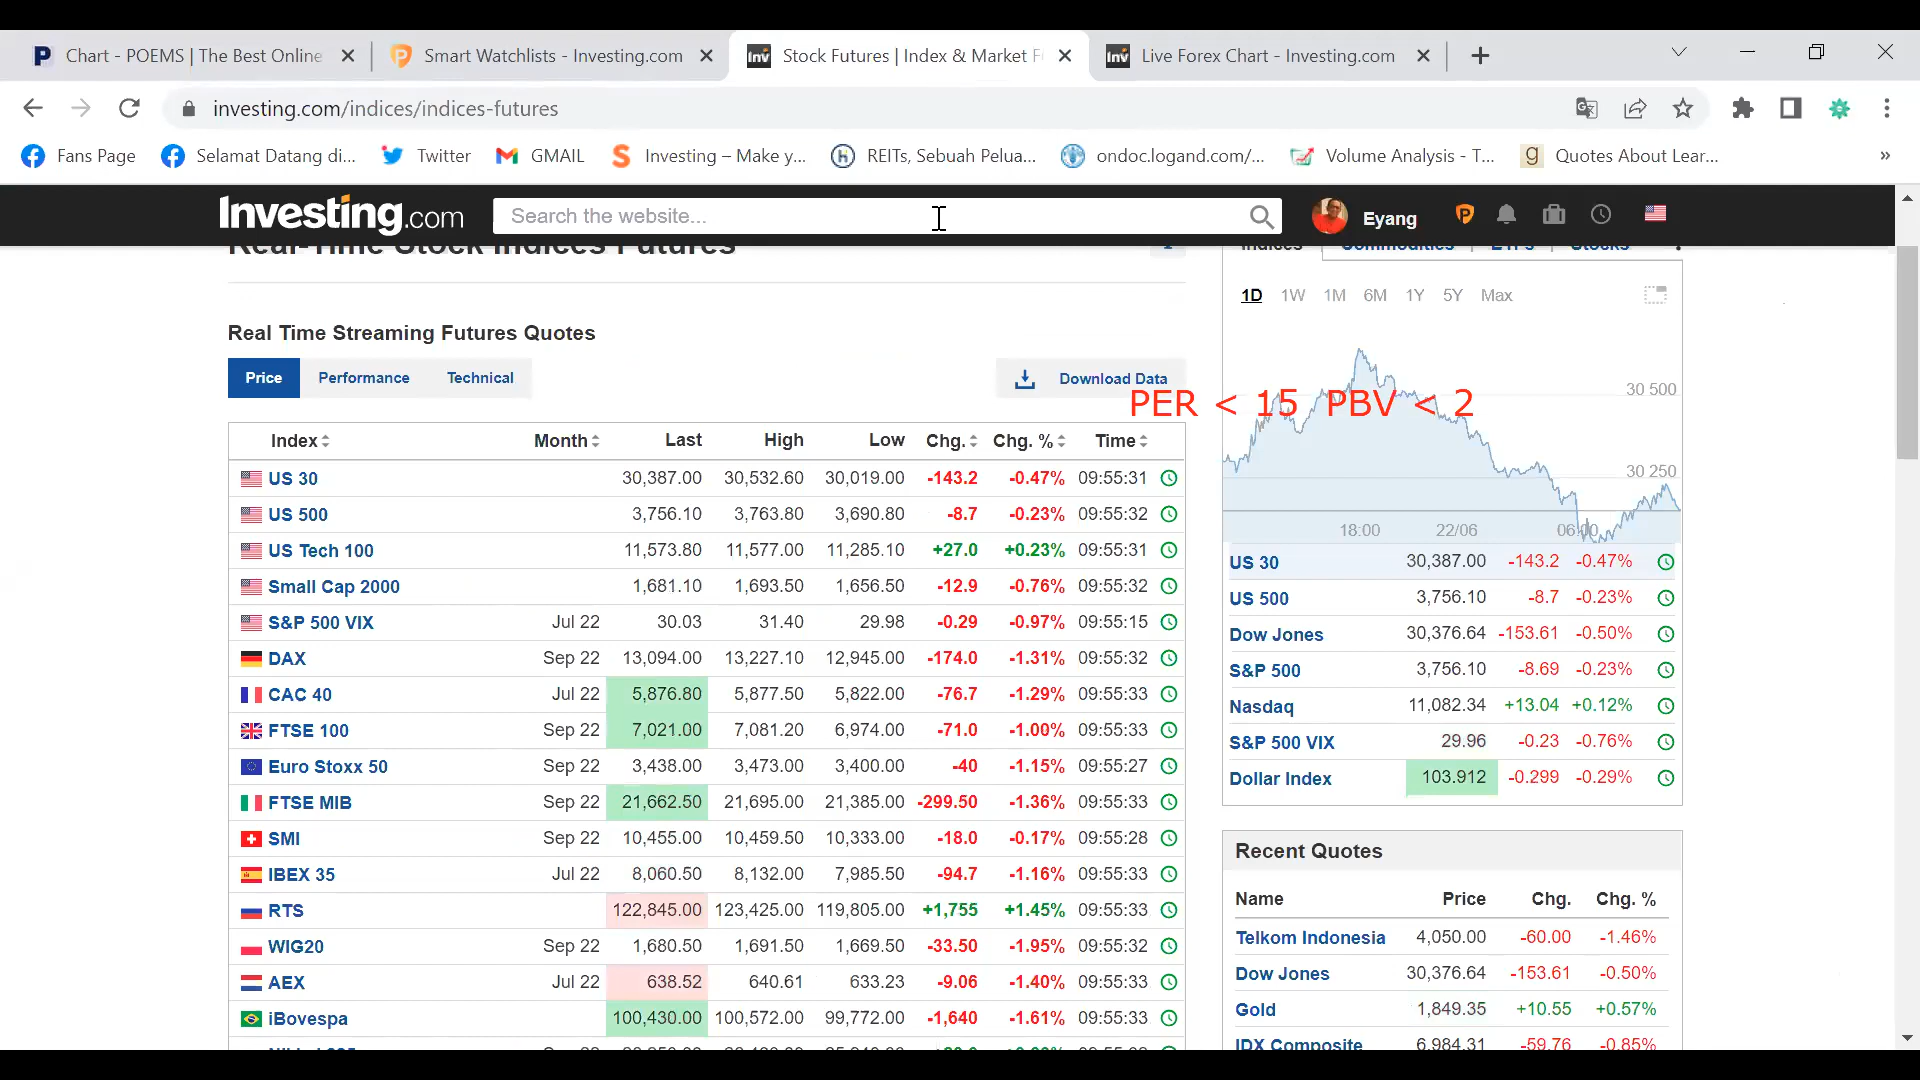 Chart - POEMS | The Best Online
Smart Watchlists - Investing.com
Stock Futures | Index & Market F
Live Forex Chart - Investing.com
investing.com/indices/indices-futures
Fans Page
Selamat Datang di...
Twitter
GMAIL
Investing – Make y...
REITs, Sebuah Pelua...
ondoc.logand.com/...
Volume Analysis - T...
Quotes About Lear...
Investing.com
Search the website...
Eyang
Real-Time Stock Indices Futures
Indices Commodities ETFs Stocks
1D 1W 1M 6M 1Y 5Y Max
Real Time Streaming Futures Quotes
Price Performance Technical
Download Data
PER < 15 PBV < 2
Index Month Last High Low Chg. Chg. % Time
US 30 30,387.00 30,532.60 30,019.00 -143.2 -0.47% 09:55:31
US 500 3,756.10 3,763.80 3,690.80 -8.7 -0.23% 09:55:32
US Tech 100 11,573.80 11,577.00 11,285.10 +27.0 +0.23% 09:55:31
Small Cap 2000 1,681.10 1,693.50 1,656.50 -12.9 -0.76% 09:55:32
S&P 500 VIX Jul 22 30.03 31.40 29.98 -0.29 -0.97% 09:55:15
DAX Sep 22 13,094.00 13,227.10 12,945.00 -174.0 -1.31% 09:55:32
CAC 40 Jul 22 5,876.80 5,877.50 5,822.00 -76.7 -1.29% 09:55:33
FTSE 100 Sep 22 7,021.00 7,081.20 6,974.00 -71.0 -1.00% 09:55:33
Euro Stoxx 50 Sep 22 3,438.00 3,473.00 3,400.00 -40 -1.15% 09:55:27
FTSE MIB Sep 22 21,662.50 21,695.00 21,385.00 -299.50 -1.36% 09:55:33
SMI Sep 22 10,455.00 10,459.50 10,333.00 -18.0 -0.17% 09:55:28
IBEX 35 Jul 22 8,060.50 8,132.00 7,985.50 -94.7 -1.16% 09:55:33
RTS 122,845.00 123,425.00 119,805.00 +1,755 +1.45% 09:55:33
WIG20 Sep 22 1,680.50 1,691.50 1,669.50 -33.50 -1.95% 09:55:32
AEX Jul 22 638.52 640.61 633.23 -9.06 -1.40% 09:55:33
iBovespa 100,430.00 100,572.00 99,772.00 -1,640 -1.61% 09:55:33
30 500
30 250
18:00 22/06
US 30 30,387.00 -143.2 -0.47%
US 500 3,756.10 -8.7 -0.23%
Dow Jones 30,376.64 -153.61 -0.50%
S&P 500 3,756.10 -8.69 -0.23%
Nasdaq 11,082.34 +13.04 +0.12%
S&P 500 VIX 29.96 -0.23 -0.76%
Dollar Index 103.912 -0.299 -0.29%
Recent Quotes
Name Price Chg. Chg. %
Telkom Indonesia 4,050.00 -60.00 -1.46%
Dow Jones 30,376.64 -153.61 -0.50%
Gold 1,849.35 +10.55 +0.57%
IDX Composite 6,984.31 -59.76 -0.85%